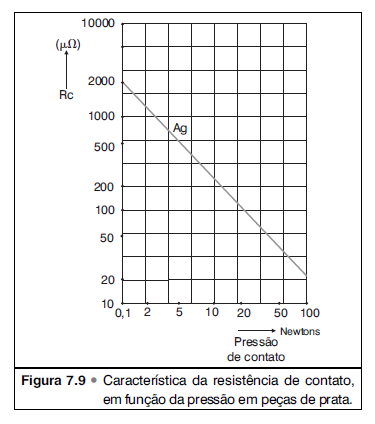 10000
(μΩ)
Rc
2000
1000
Ag
500
200
100
50
20
10
0,1 2 5 10 20 50 100
Newtons
Pressão
de contato
Figura 7.9 • Característica da resistência de contato,
em função da pressão em peças de prata.